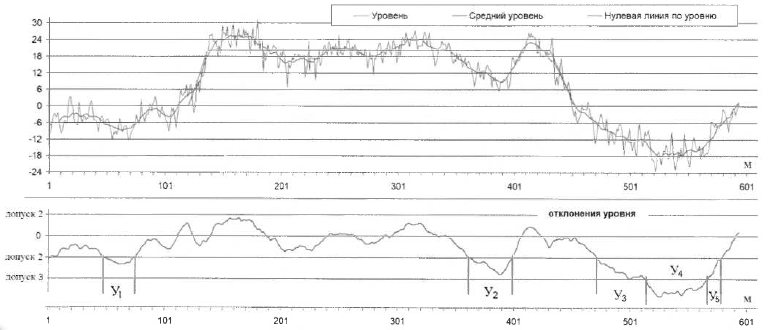 Уровень Средний уровень Нулевая линия по уровню
30
24
18
12
6
0
-6
-12
-18
-24
м
1 101 201 301 401 501 601
допуск 2
отклонения уровня
0
допуск 2
У4
допуск 3
У1 У2 У3 У5
м
1 101 201 301 401 501 601